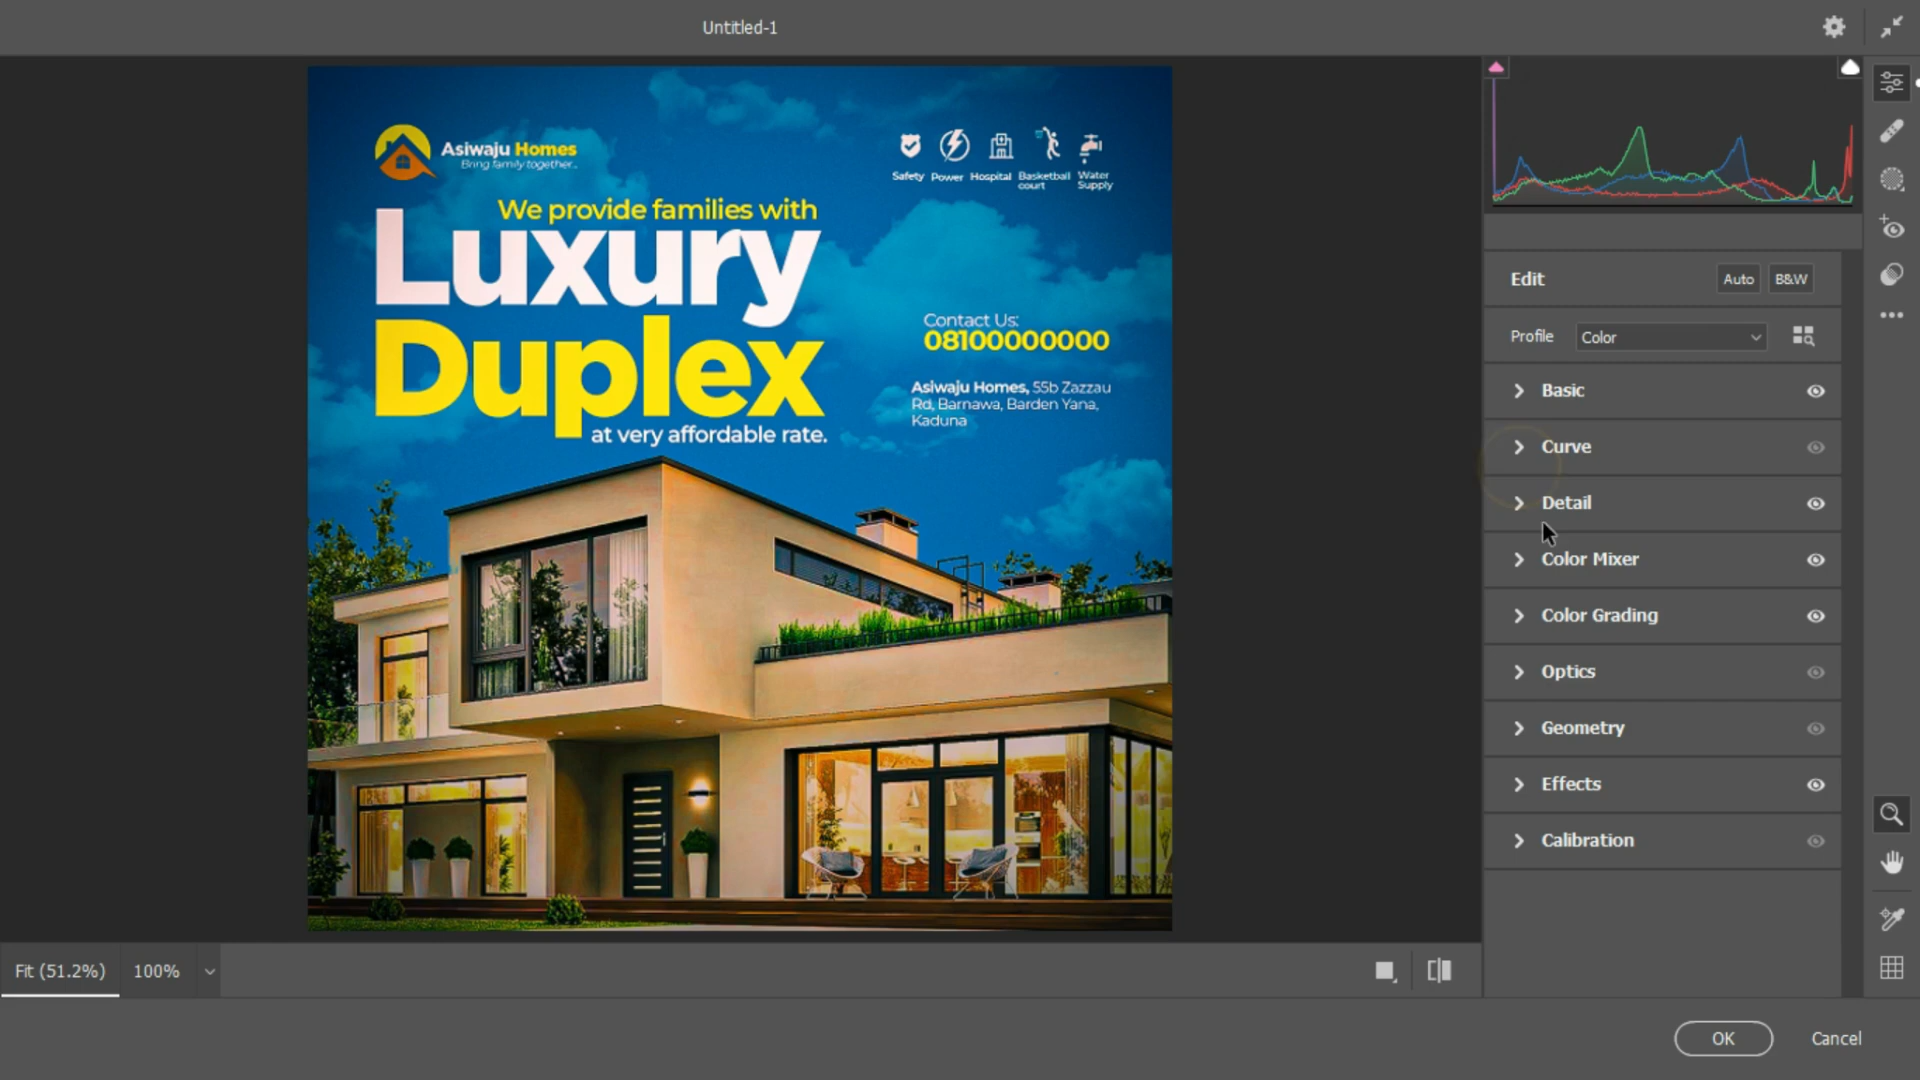 Untitled-1
Asiwaju Homes
Bring family together..
Safety Power Hospital Basketball court Water Supply
We provide families with
Luxury
Duplex
at very affordable rate.
Contact Us:
08100000000
Asiwaju Homes, 55b Zazzau
Rd, Barnawa, Barden Yana,
Kaduna
Edit Auto B&W
Profile Color
Basic
Curve
Detail
Color Mixer
Color Grading
Optics
Geometry
Effects
Calibration
Fit (51.2%) 100%
OK Cancel